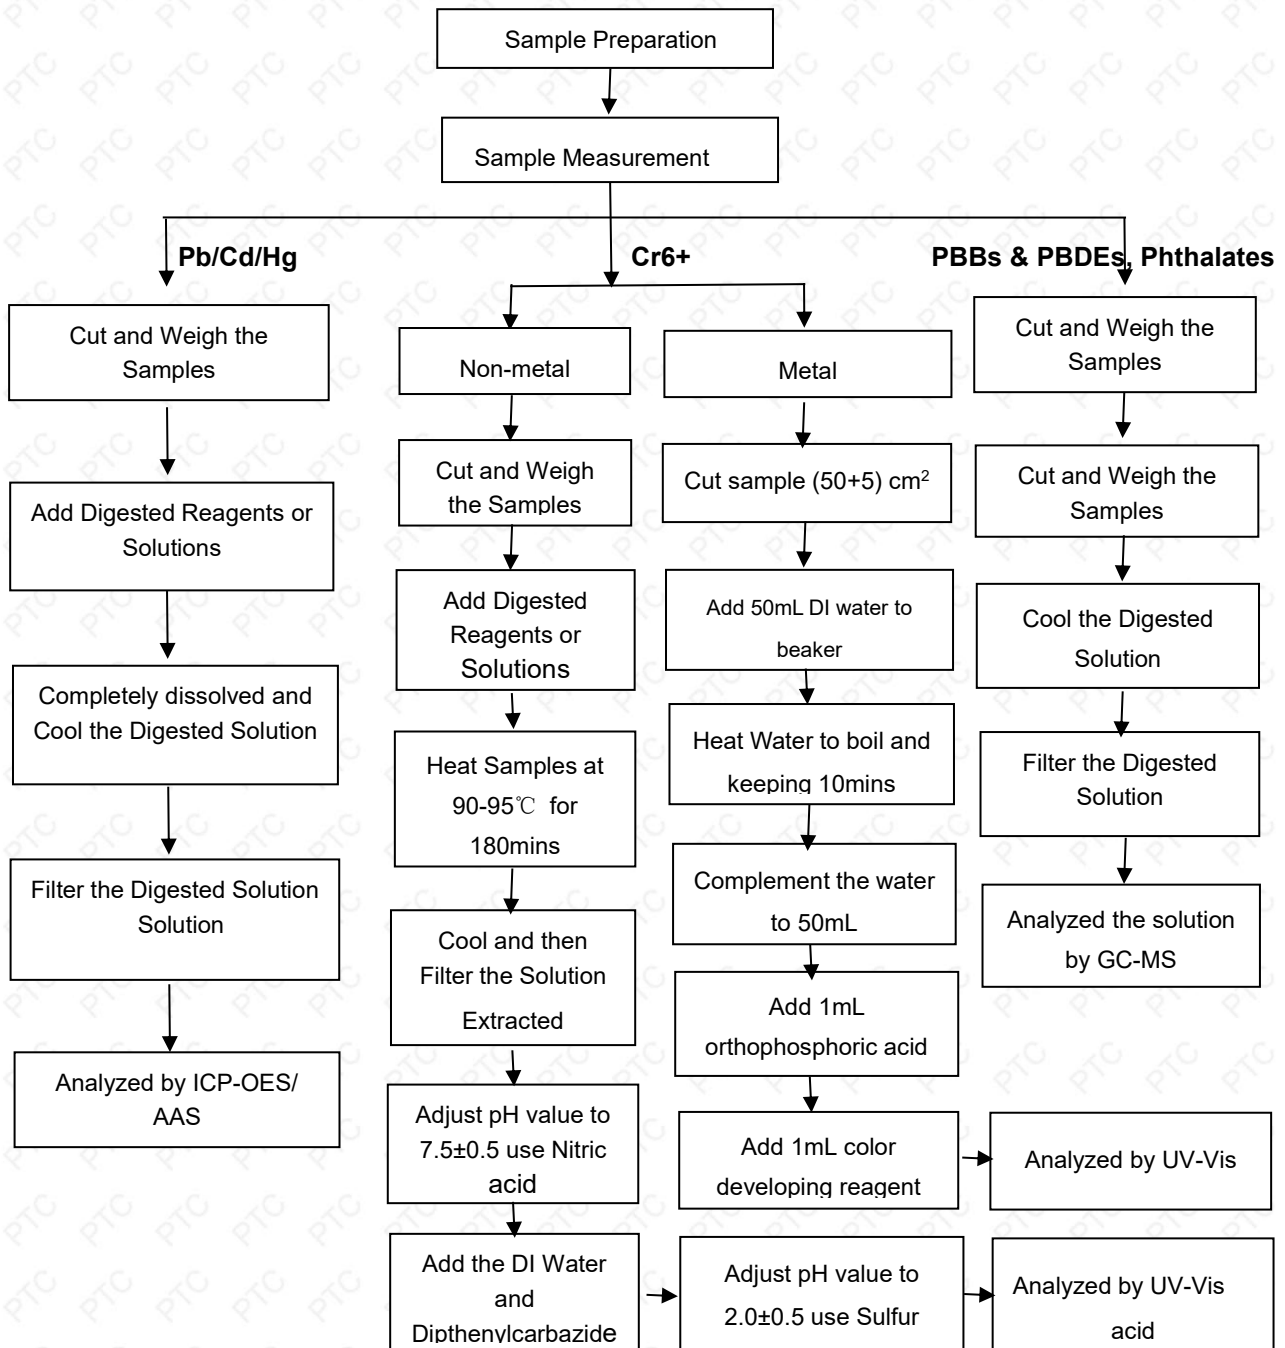 Sample Preparation
Sample Measurement
Pb/Cd/Hg
Cr6+
PBBs & PBDEs, Phthalates
Cut and Weigh the
Samples
Add Digested Reagents or
Solutions
Completely dissolved and
Cool the Digested Solution
Filter the Digested Solution
Solution
Analyzed by ICP-OES/
AAS
Non-metal
Cut and Weigh
the Samples
Add Digested
Reagents or
Solutions
Heat Samples at
90-95℃ for
180mins
Cool and then
Filter the Solution
Extracted
Adjust pH value to
7.5±0.5 use Nitric
acid
Add the DI Water
and
Dipthenylcarbazide
Adjust pH value to
2.0±0.5 use Sulfur
Analyzed by UV-Vis
acid
Metal
Cut sample (50+5) cm²
Add 50mL DI water to
beaker
Heat Water to boil and
keeping 10mins
Complement the water
to 50mL
Add 1mL
orthophosphoric acid
Add 1mL color
developing reagent
Analyzed by UV-Vis
Cut and Weigh the
Samples
Cut and Weigh the
Samples
Cool the Digested
Solution
Filter the Digested
Solution
Analyzed the solution
by GC-MS
PTC